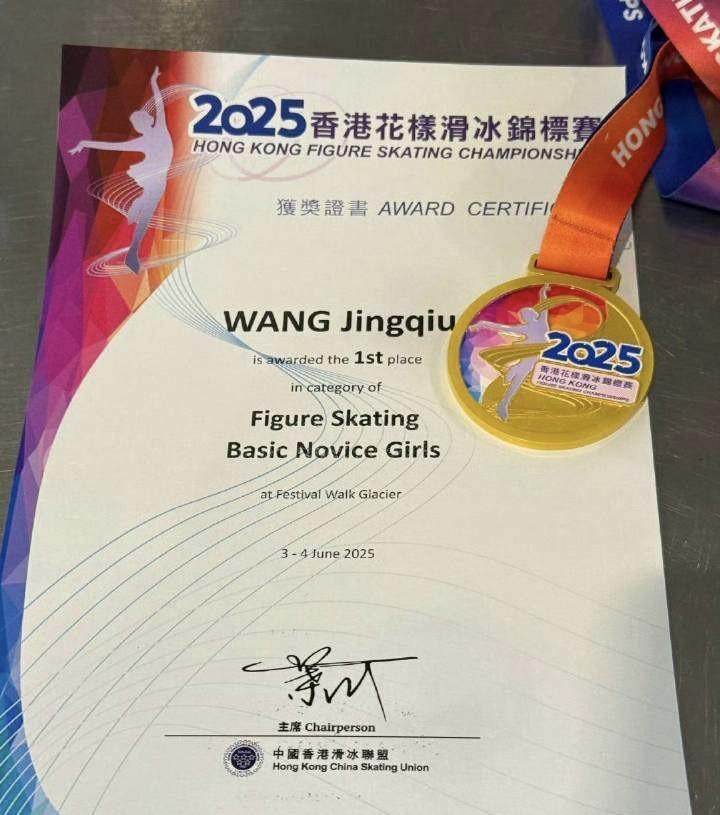 2025香港花樣滑冰錦標賽
HONG KONG FIGURE SKATING
獲獎證書 AWARD
WANG Jingqiu
is awarded the 1st place
in category of
Figure Skating
Basic Novice Girls
at Festival Walk Glacier
3 - 4 June 2025
主席 Chairperson
中國香港滑冰聯盟
Hong Kong China Skating Union
HONG
2025
香港花樣滑冰錦標賽
HONG KONG
FIGURE SKATING CHAMPIONSHIPS